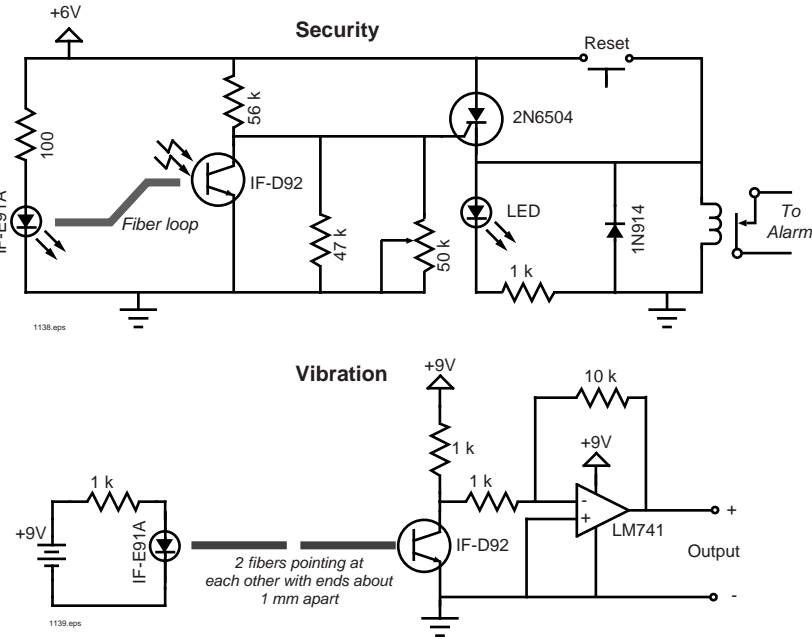 Security
+6V
Reset
100
56 k
2N6504
IF-D92
IF-E91A
Fiber loop
47 k
50 k
LED
1N914
To
Alarm
1 k
1138.eps
Vibration
+9V
10 k
1 k
+9V
1 k
1 k
+9V
IF-E91A
-
+
LM741
+
IF-D92
Output
2 fibers pointing at
each other with ends about
1 mm apart
-
1139.eps